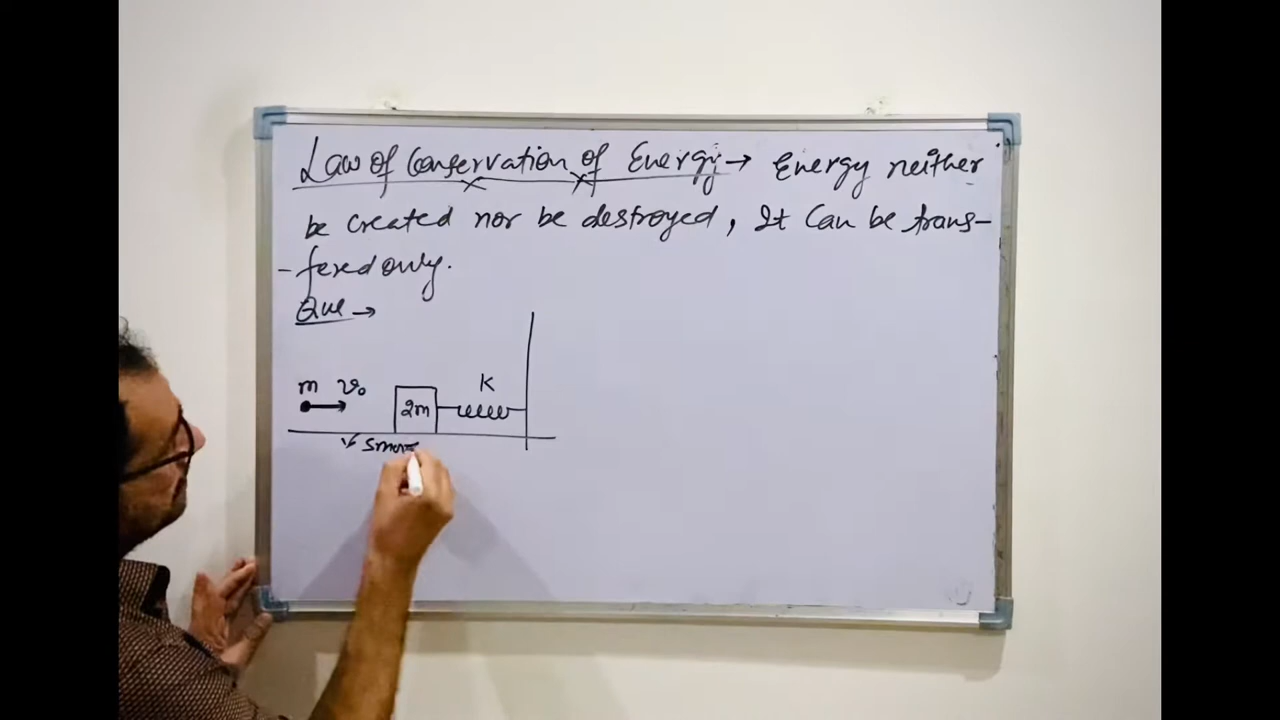 Law of Conservation of Energy → Energy neither
be created nor be destroyed, It Can be trans-
-fered only.
Que →
m v₀
K
2m